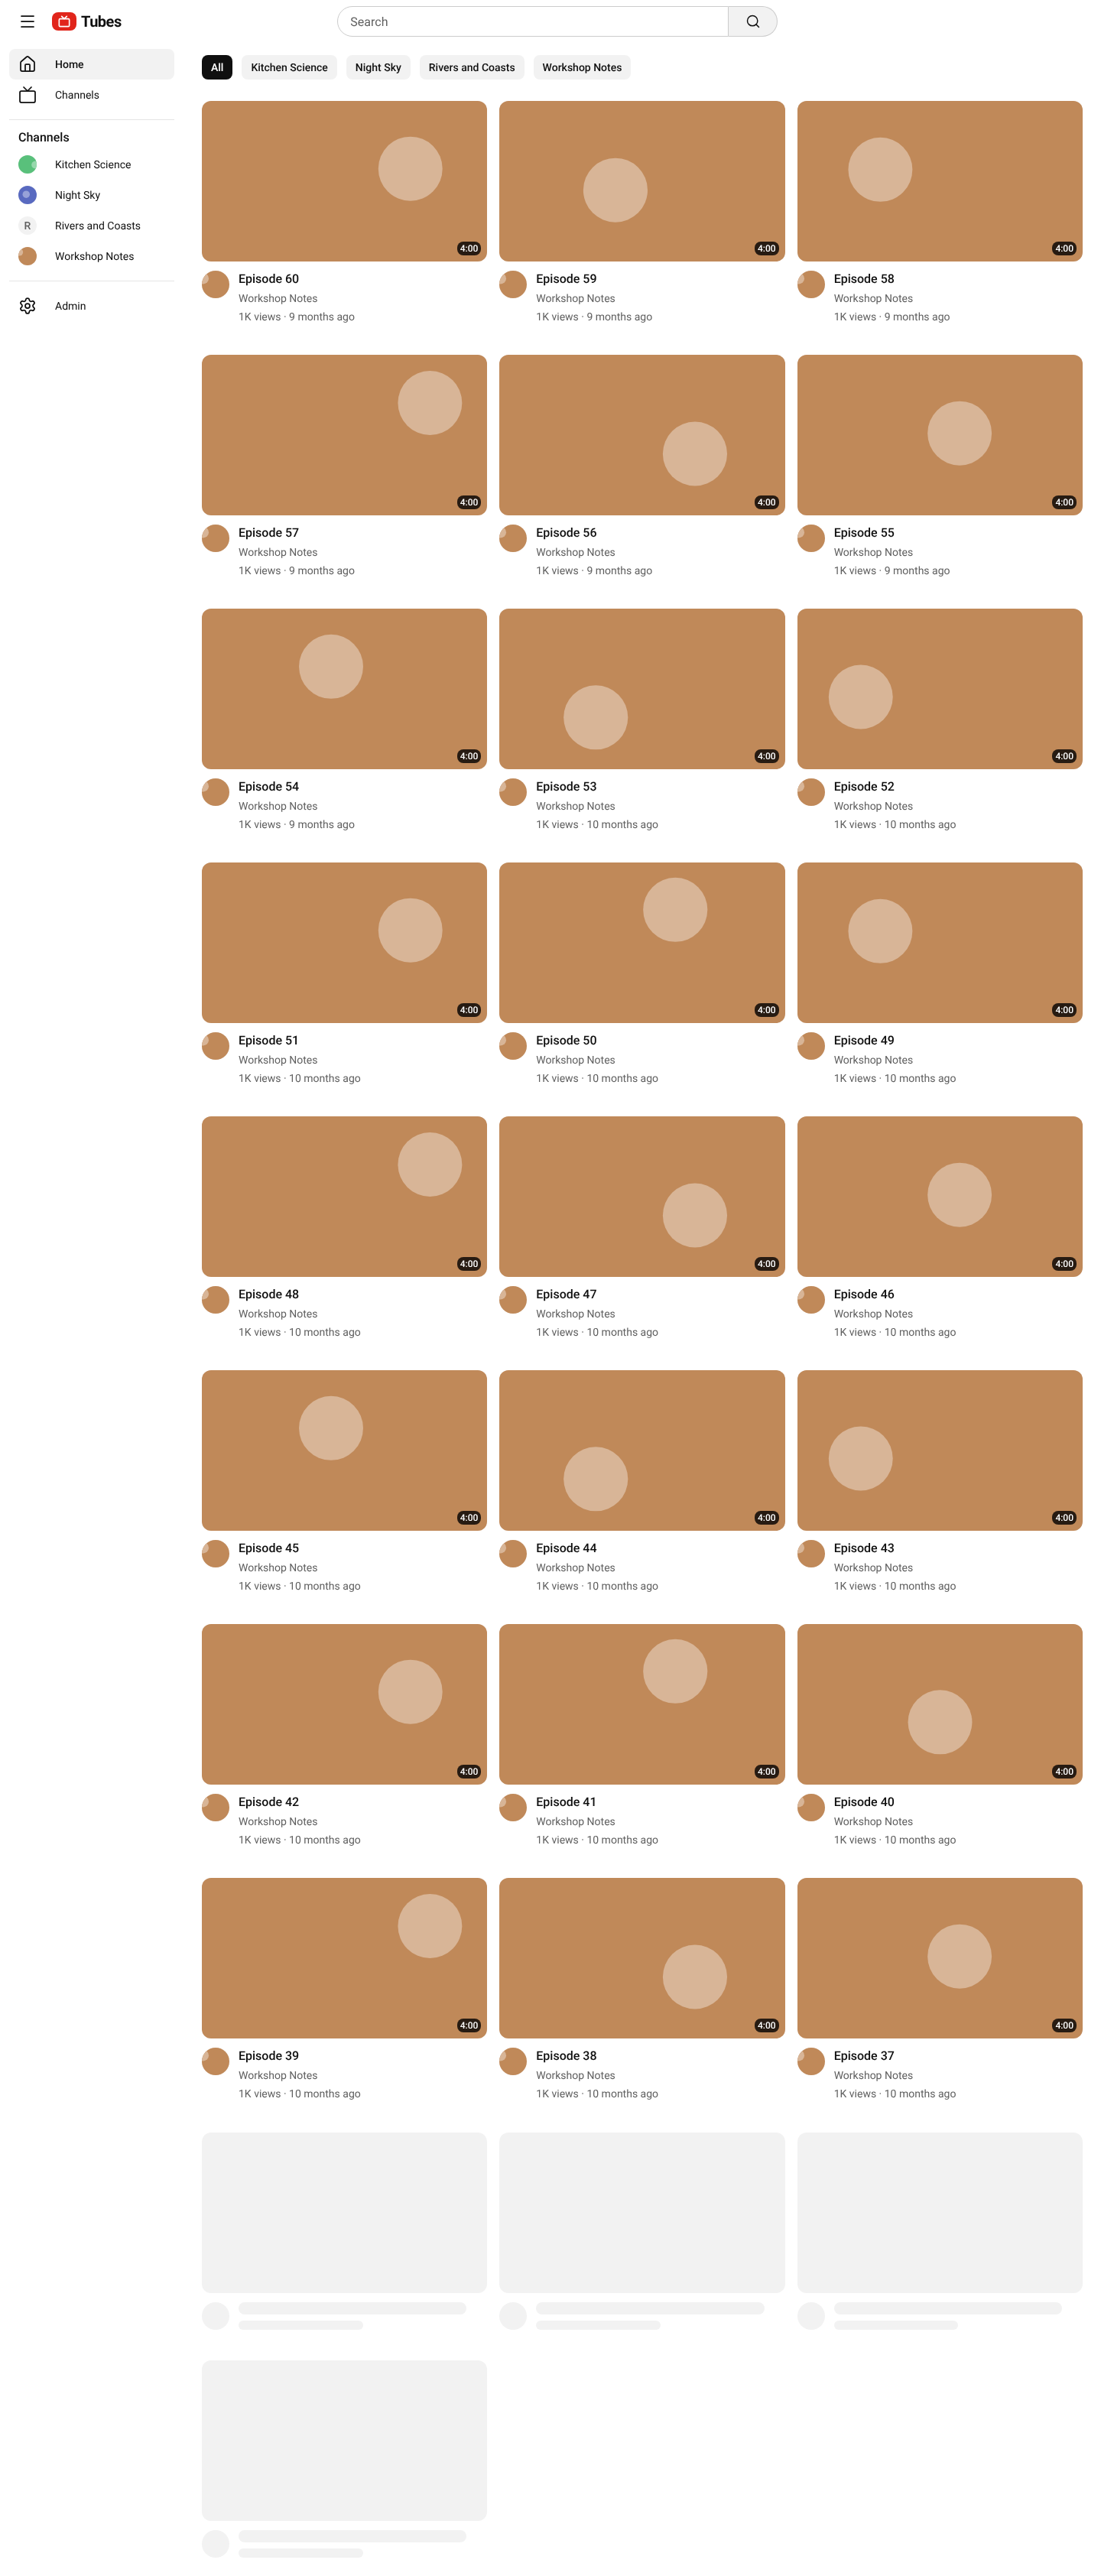 Tubes
Search
Home
Channels
Channels
Kitchen Science
Night Sky
R Rivers and Coasts
Workshop Notes
Admin
All Kitchen Science Night Sky Rivers and Coasts Workshop Notes
4:00 4:00 4:00
Episode 60
Workshop Notes
1K views · 9 months ago
Episode 59
Workshop Notes
1K views · 9 months ago
Episode 58
Workshop Notes
1K views · 9 months ago
4:00 4:00 4:00
Episode 57
Workshop Notes
1K views · 9 months ago
Episode 56
Workshop Notes
1K views · 9 months ago
Episode 55
Workshop Notes
1K views · 9 months ago
4:00 4:00 4:00
Episode 54
Workshop Notes
1K views · 9 months ago
Episode 53
Workshop Notes
1K views · 10 months ago
Episode 52
Workshop Notes
1K views · 10 months ago
4:00 4:00 4:00
Episode 51
Workshop Notes
1K views · 10 months ago
Episode 50
Workshop Notes
1K views · 10 months ago
Episode 49
Workshop Notes
1K views · 10 months ago
4:00 4:00 4:00
Episode 48
Workshop Notes
1K views · 10 months ago
Episode 47
Workshop Notes
1K views · 10 months ago
Episode 46
Workshop Notes
1K views · 10 months ago
4:00 4:00 4:00
Episode 45
Workshop Notes
1K views · 10 months ago
Episode 44
Workshop Notes
1K views · 10 months ago
Episode 43
Workshop Notes
1K views · 10 months ago
4:00 4:00 4:00
Episode 42
Workshop Notes
1K views · 10 months ago
Episode 41
Workshop Notes
1K views · 10 months ago
Episode 40
Workshop Notes
1K views · 10 months ago
4:00 4:00 4:00
Episode 39
Workshop Notes
1K views · 10 months ago
Episode 38
Workshop Notes
1K views · 10 months ago
Episode 37
Workshop Notes
1K views · 10 months ago